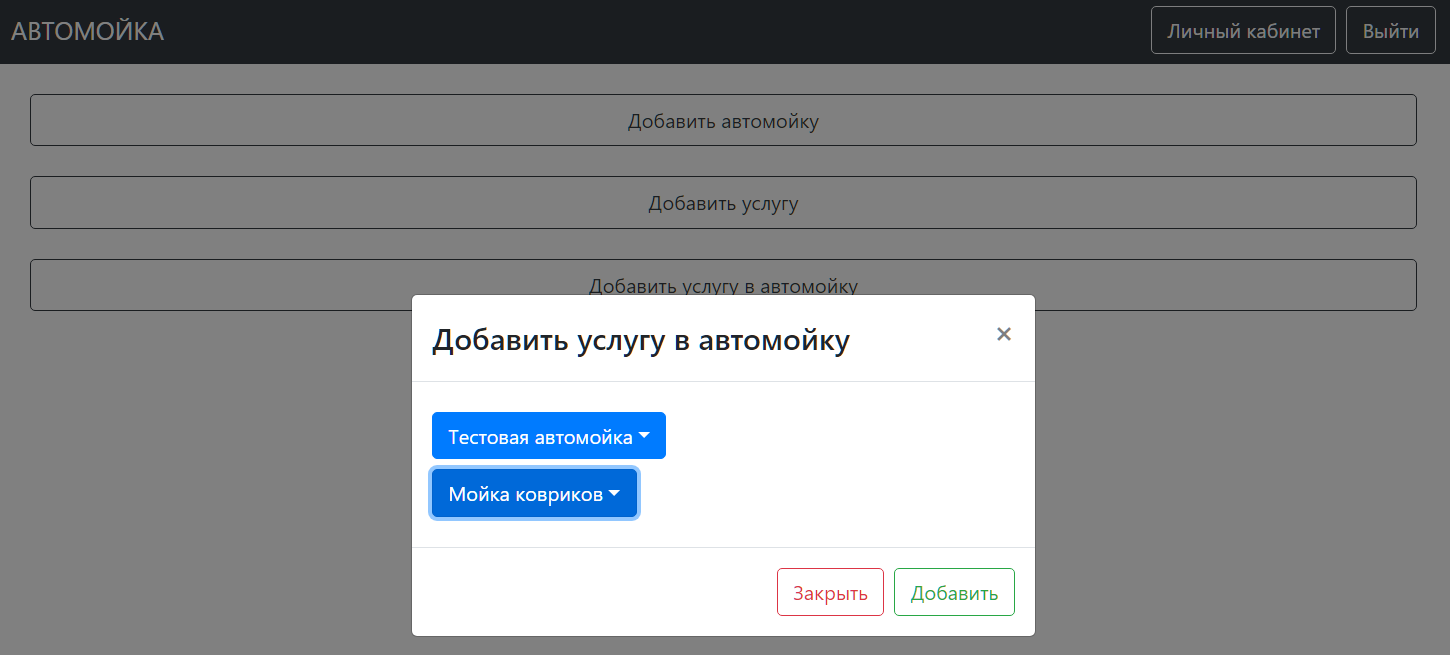 АВТОМОЙКА
Личный кабинет
Выйти
Добавить автомойку
Добавить услугу
Добавить услугу в автомойку
Добавить услугу в автомойку
×
Тестовая автомойка
Мойка ковриков
Закрыть
Добавить